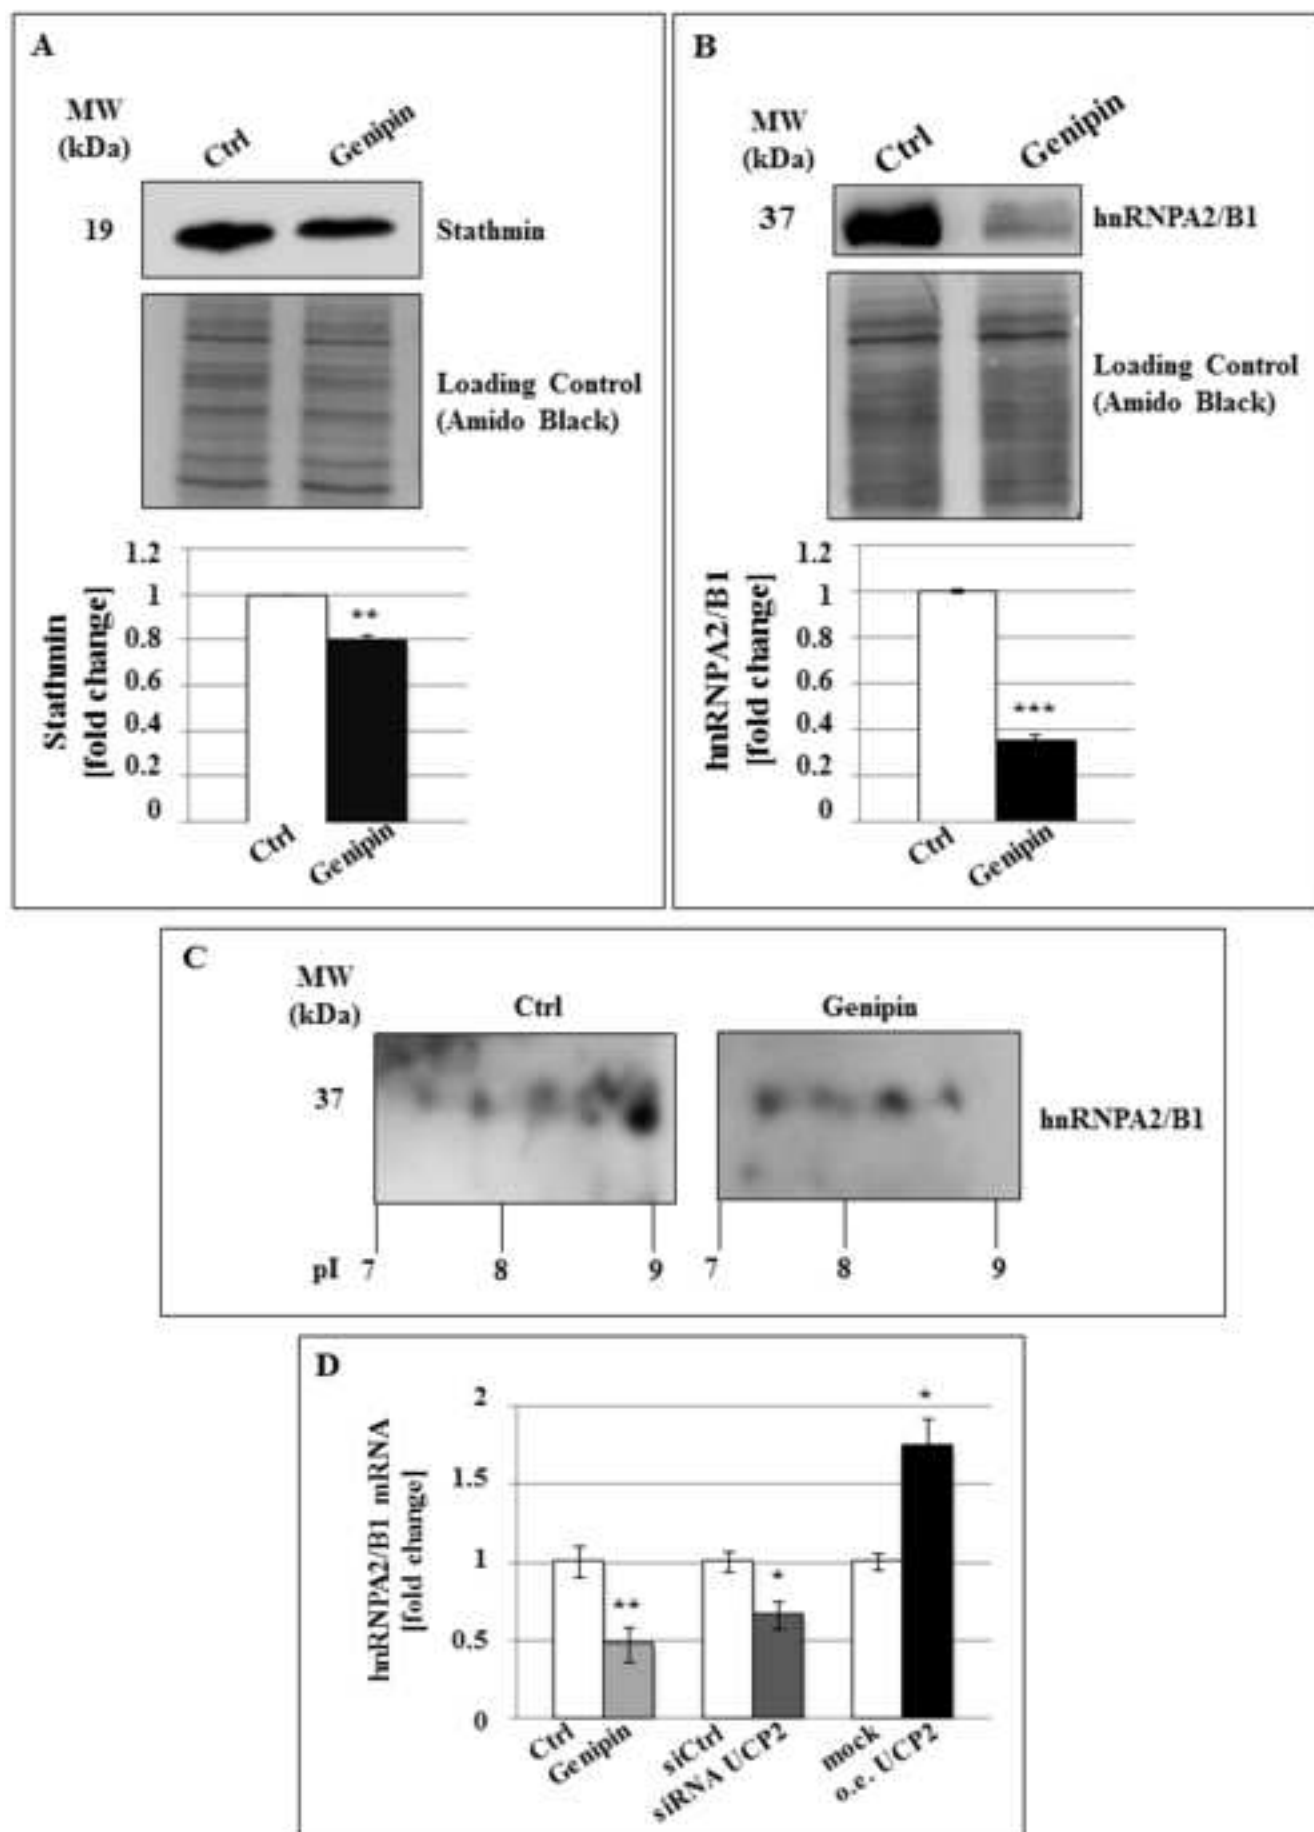 A
MW
(kDa)
Ctrl
Genipin
19
Stathmin
Loading Control
(Amido Black)
Stathmin
[fold change]
1.2
1
0.8
0.6
0.4
0.2
0
**
Ctrl
Genipin
B
MW
(kDa)
Ctrl
Genipin
37
hnRNPA2/B1
Loading Control
(Amido Black)
hnRNPA2/B1
[fold change]
1.2
1
0.8
0.6
0.4
0.2
0
***
Ctrl
Genipin
C
MW
(kDa)
Ctrl
Genipin
37
hnRNPA2/B1
pI 7 8 9 7 8 9
D
hnRNPA2/B1 mRNA
[fold change]
2
1.5
1
0.5
0
**
*
*
Ctrl
Genipin
siCtrl
siRNA UCP2
mock
o.e. UCP2